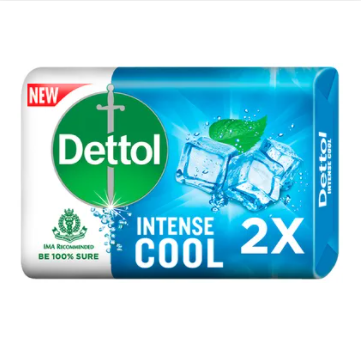 NEW
Dettol
INTENSE
COOL
2X
IMA RECOMMENDED
BE 100% SURE
Dettol
INTENSE COOL